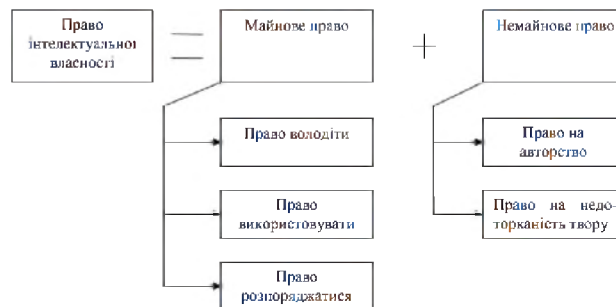 Право
інтелектуальної
власності
=
Майнове право
+
Немайнове право
Право володіти
Право
використовувати
Право
розпоряджатися
Право на
авторство
Право на недо-
торканість твору